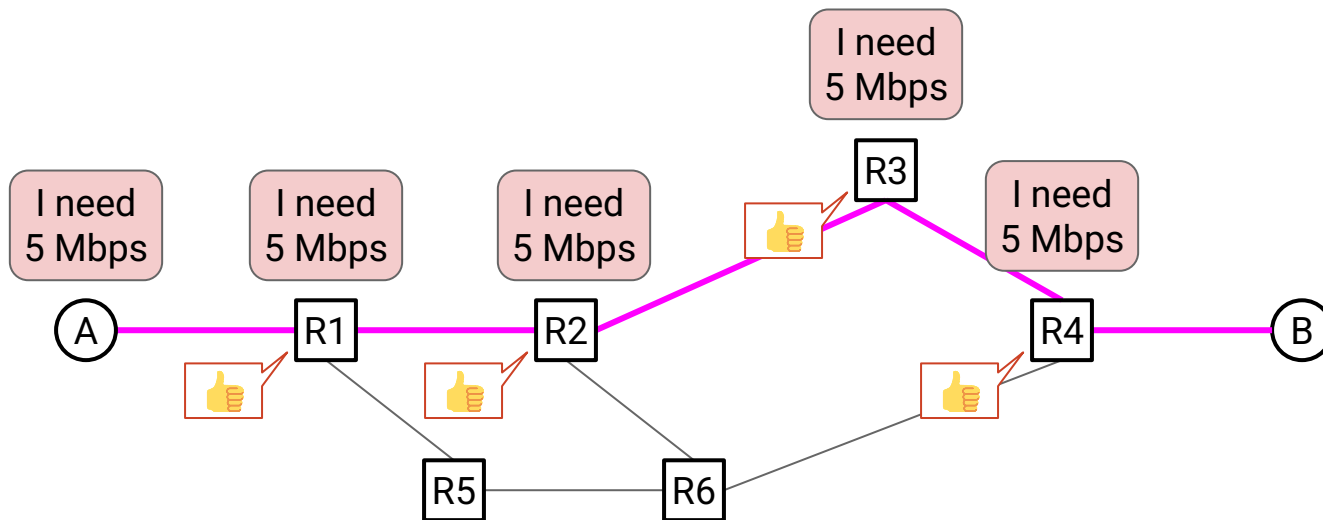 I need
5 Mbps
R3
I need
5 Mbps
I need
5 Mbps
I need
5 Mbps
I need
5 Mbps
A
R1
R2
R4
B
R5
R6